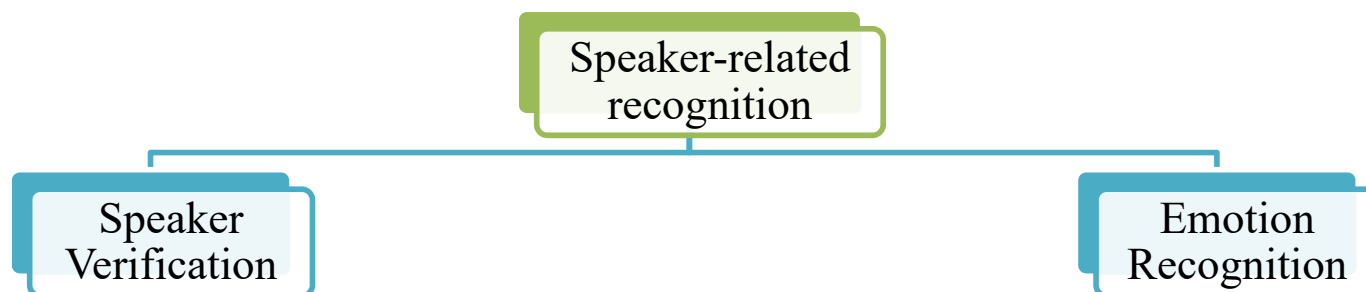 Speaker-related
recognition
Speaker
Verification
Emotion
Recognition